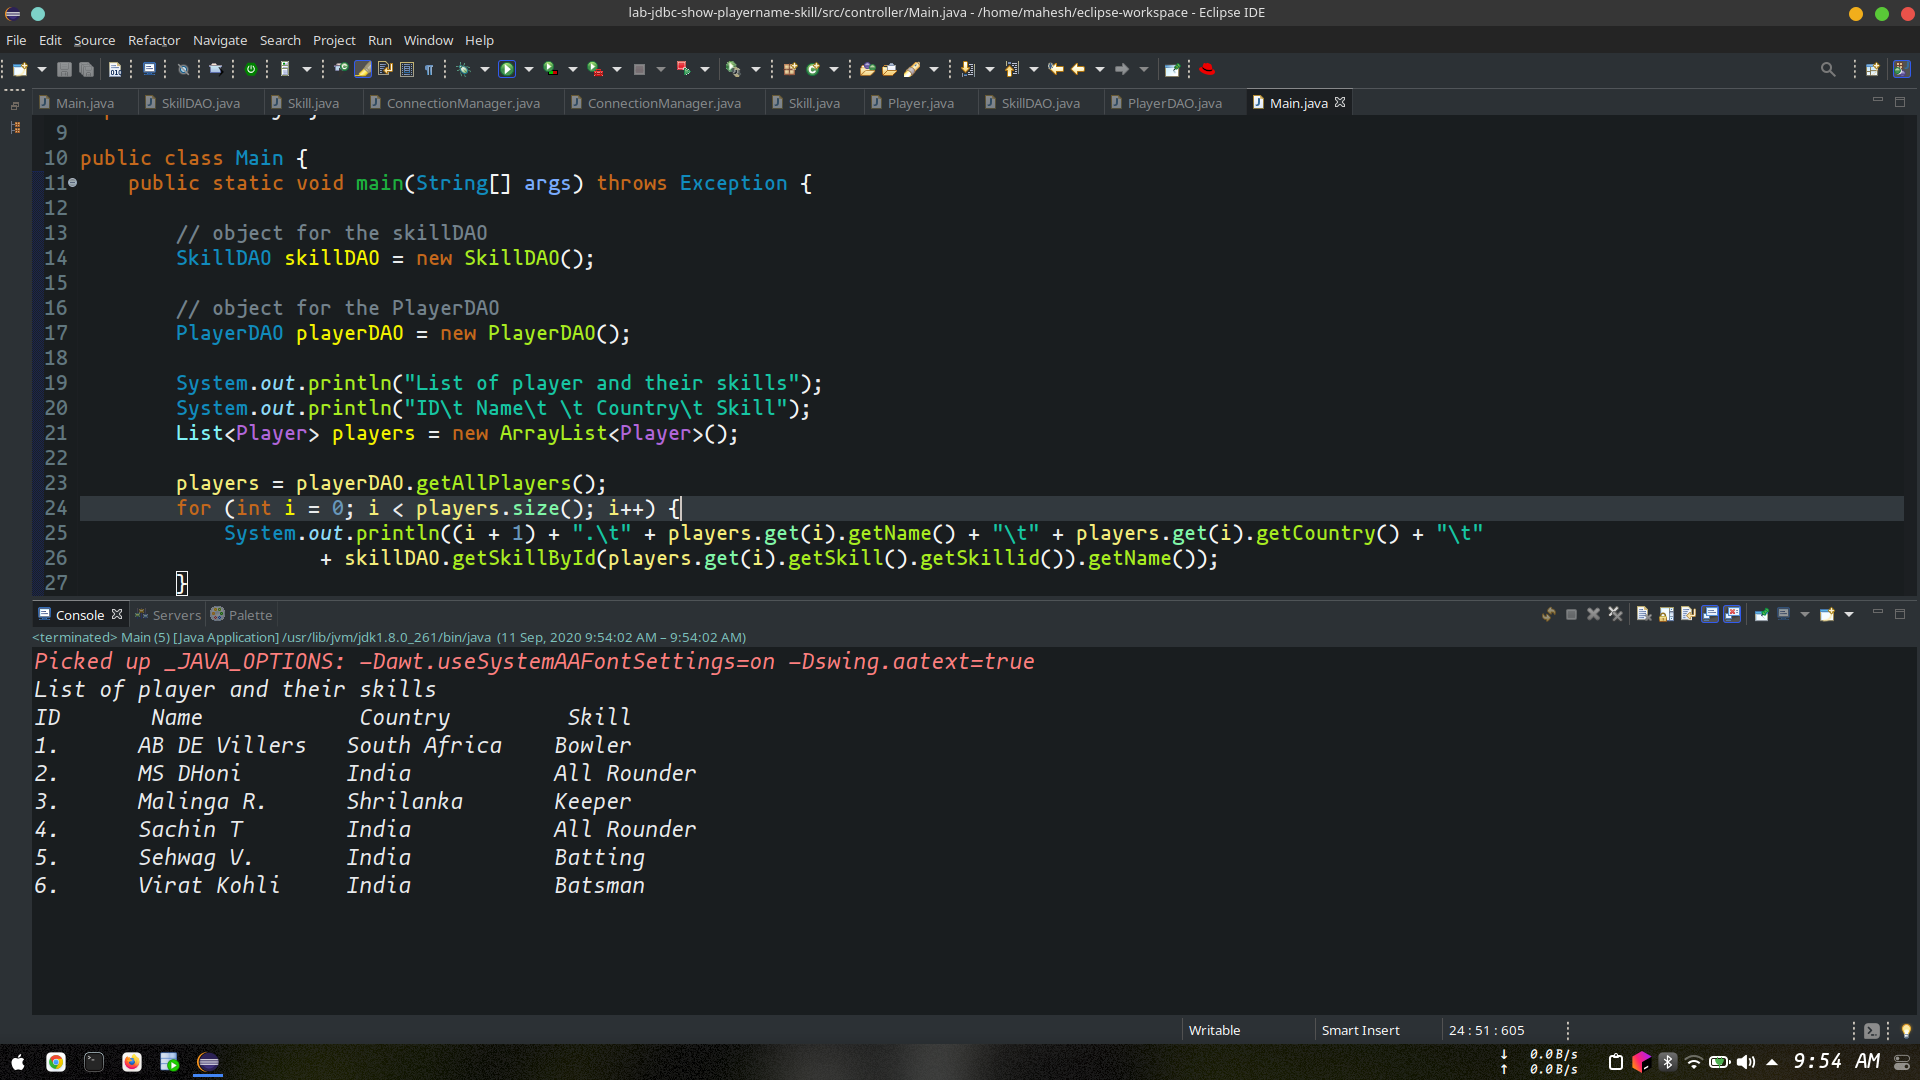 lab-jdbc-show-playername-skill/src/controller/Main.java - /home/mahesh/eclipse-workspace - Eclipse IDE
File Edit Source Refactor Navigate Search Project Run Window Help
Main.java SkillDAO.java Skill.java ConnectionManager.java ConnectionManager.java Skill.java Player.java SkillDAO.java PlayerDAO.java Main.java
9
10 public class Main {
11 public static void main(String[] args) throws Exception {
12
13 // object for the skillDAO
14 SkillDAO skillDAO = new SkillDAO();
15
16 // object for the PlayerDAO
17 PlayerDAO playerDAO = new PlayerDAO();
18
19 System.out.println("List of player and their skills");
20 System.out.println("ID\t Name\t \t Country\t Skill");
21 List<Player> players = new ArrayList<Player>();
22
23 players = playerDAO.getAllPlayers();
24 for (int i = 0; i < players.size(); i++) {
25 System.out.println((i + 1) + ".\t" + players.get(i).getName() + "\t" + players.get(i).getCountry() + "\t"
26 + skillDAO.getSkillById(players.get(i).getSkill().getSkillid()).getName());
27 }
Console Servers Palette
<terminated> Main (5) [Java Application] /usr/lib/jvm/jdk1.8.0_261/bin/java (11 Sep, 2020 9:54:02 AM – 9:54:02 AM)
Picked up _JAVA_OPTIONS: -Dawt.useSystemAAFontSettings=on -Dswing.aatext=true
List of player and their skills
ID Name Country Skill
1. AB DE Villers South Africa Bowler
2. MS DHoni India All Rounder
3. Malinga R. Shrilanka Keeper
4. Sachin T India All Rounder
5. Sehwag V. India Batting
6. Virat Kohli India Batsman
Writable Smart Insert 24 : 51 : 605
0.0 B/s
0.0 B/s
9:54 AM